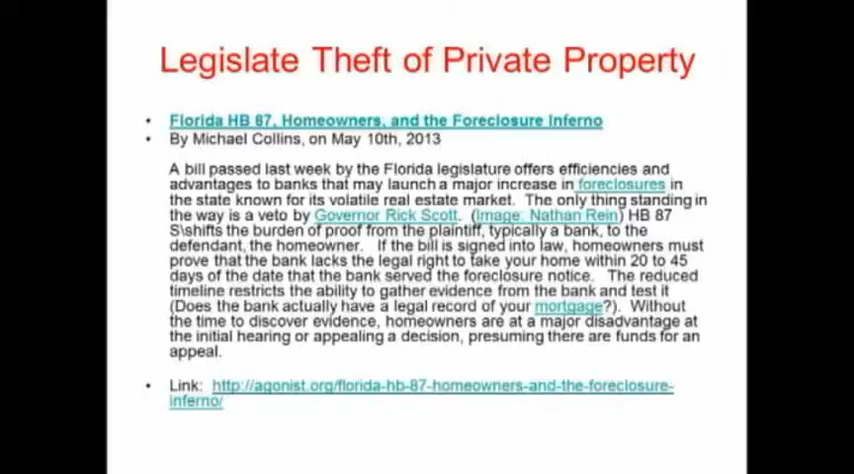 Legislate Theft of Private Property
• Florida HB 87, Homeowners, and the Foreclosure Inferno
• By Michael Collins, on May 10th, 2013
A bill passed last week by the Florida legislature offers efficiencies and
advantages to banks that may launch a major increase in foreclosures in
the state known for its volatile real estate market.  The only thing standing in
the way is a veto by Governor Rick Scott.  (Image: Nathan Rein) HB 87
S\shifts the burden of proof from the plaintiff, typically a bank, to the
defendant, the homeowner.   If the bill is signed into law, homeowners must
prove that the bank lacks the legal right to take your home within 20 to 45
days of the date that the bank served the foreclosure notice.   The reduced
timeline restricts the ability to gather evidence from the bank and test it
(Does the bank actually have a legal record of your mortgage?).  Without
the time to discover evidence, homeowners are at a major disadvantage at
the initial hearing or appealing a decision, presuming there are funds for an
appeal.
• Link:  http://agonist.org/florida-hb-87-homeowners-and-the-foreclosure-
inferno/